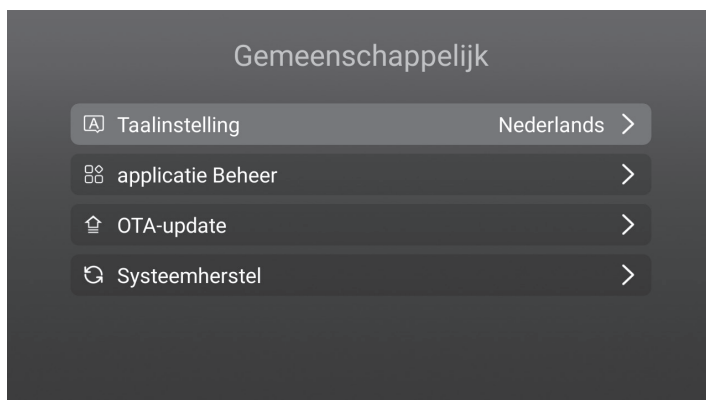 Gemeenschappelijk
Taalinstelling Nederlands
applicatie Beheer
OTA-update
Systeemherstel